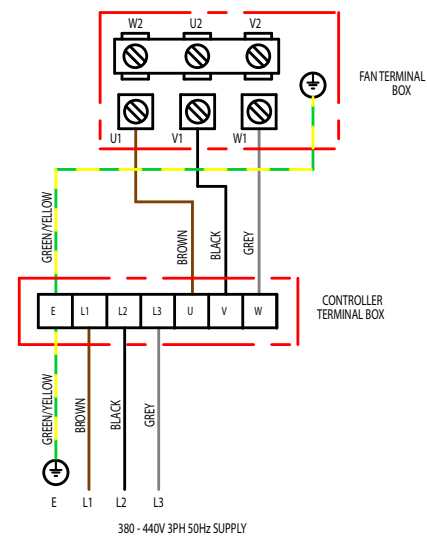 W2 U2 V2
FAN TERMINAL
BOX
U1 V1 W1
GREEN/YELLOW
BROWN
BLACK
GREY
E L1 L2 L3 U V W
CONTROLLER
TERMINAL BOX
GREEN/YELLOW
BROWN
BLACK
GREY
E L1 L2 L3
380 - 440V 3PH 50Hz SUPPLY